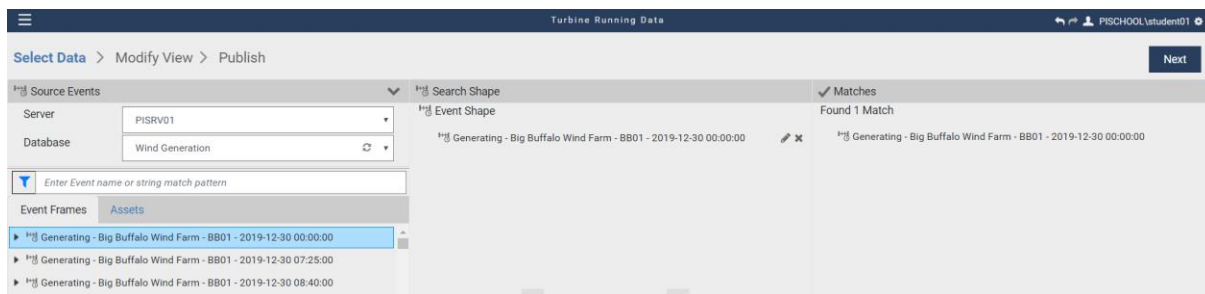 Turbine Running Data
PISCHOOL\student01
Select Data > Modify View > Publish
Next
Source Events
Search Shape
Matches
Server
PISRV01
Event Shape
Found 1 Match
Generating - Big Buffalo Wind Farm - BB01 - 2019-12-30 00:00:00
Generating - Big Buffalo Wind Farm - BB01 - 2019-12-30 00:00:00
Database
Wind Generation
Enter Event name or string match pattern
Event Frames
Assets
Generating - Big Buffalo Wind Farm - BB01 - 2019-12-30 00:00:00
Generating - Big Buffalo Wind Farm - BB01 - 2019-12-30 07:25:00
Generating - Big Buffalo Wind Farm - BB01 - 2019-12-30 08:40:00